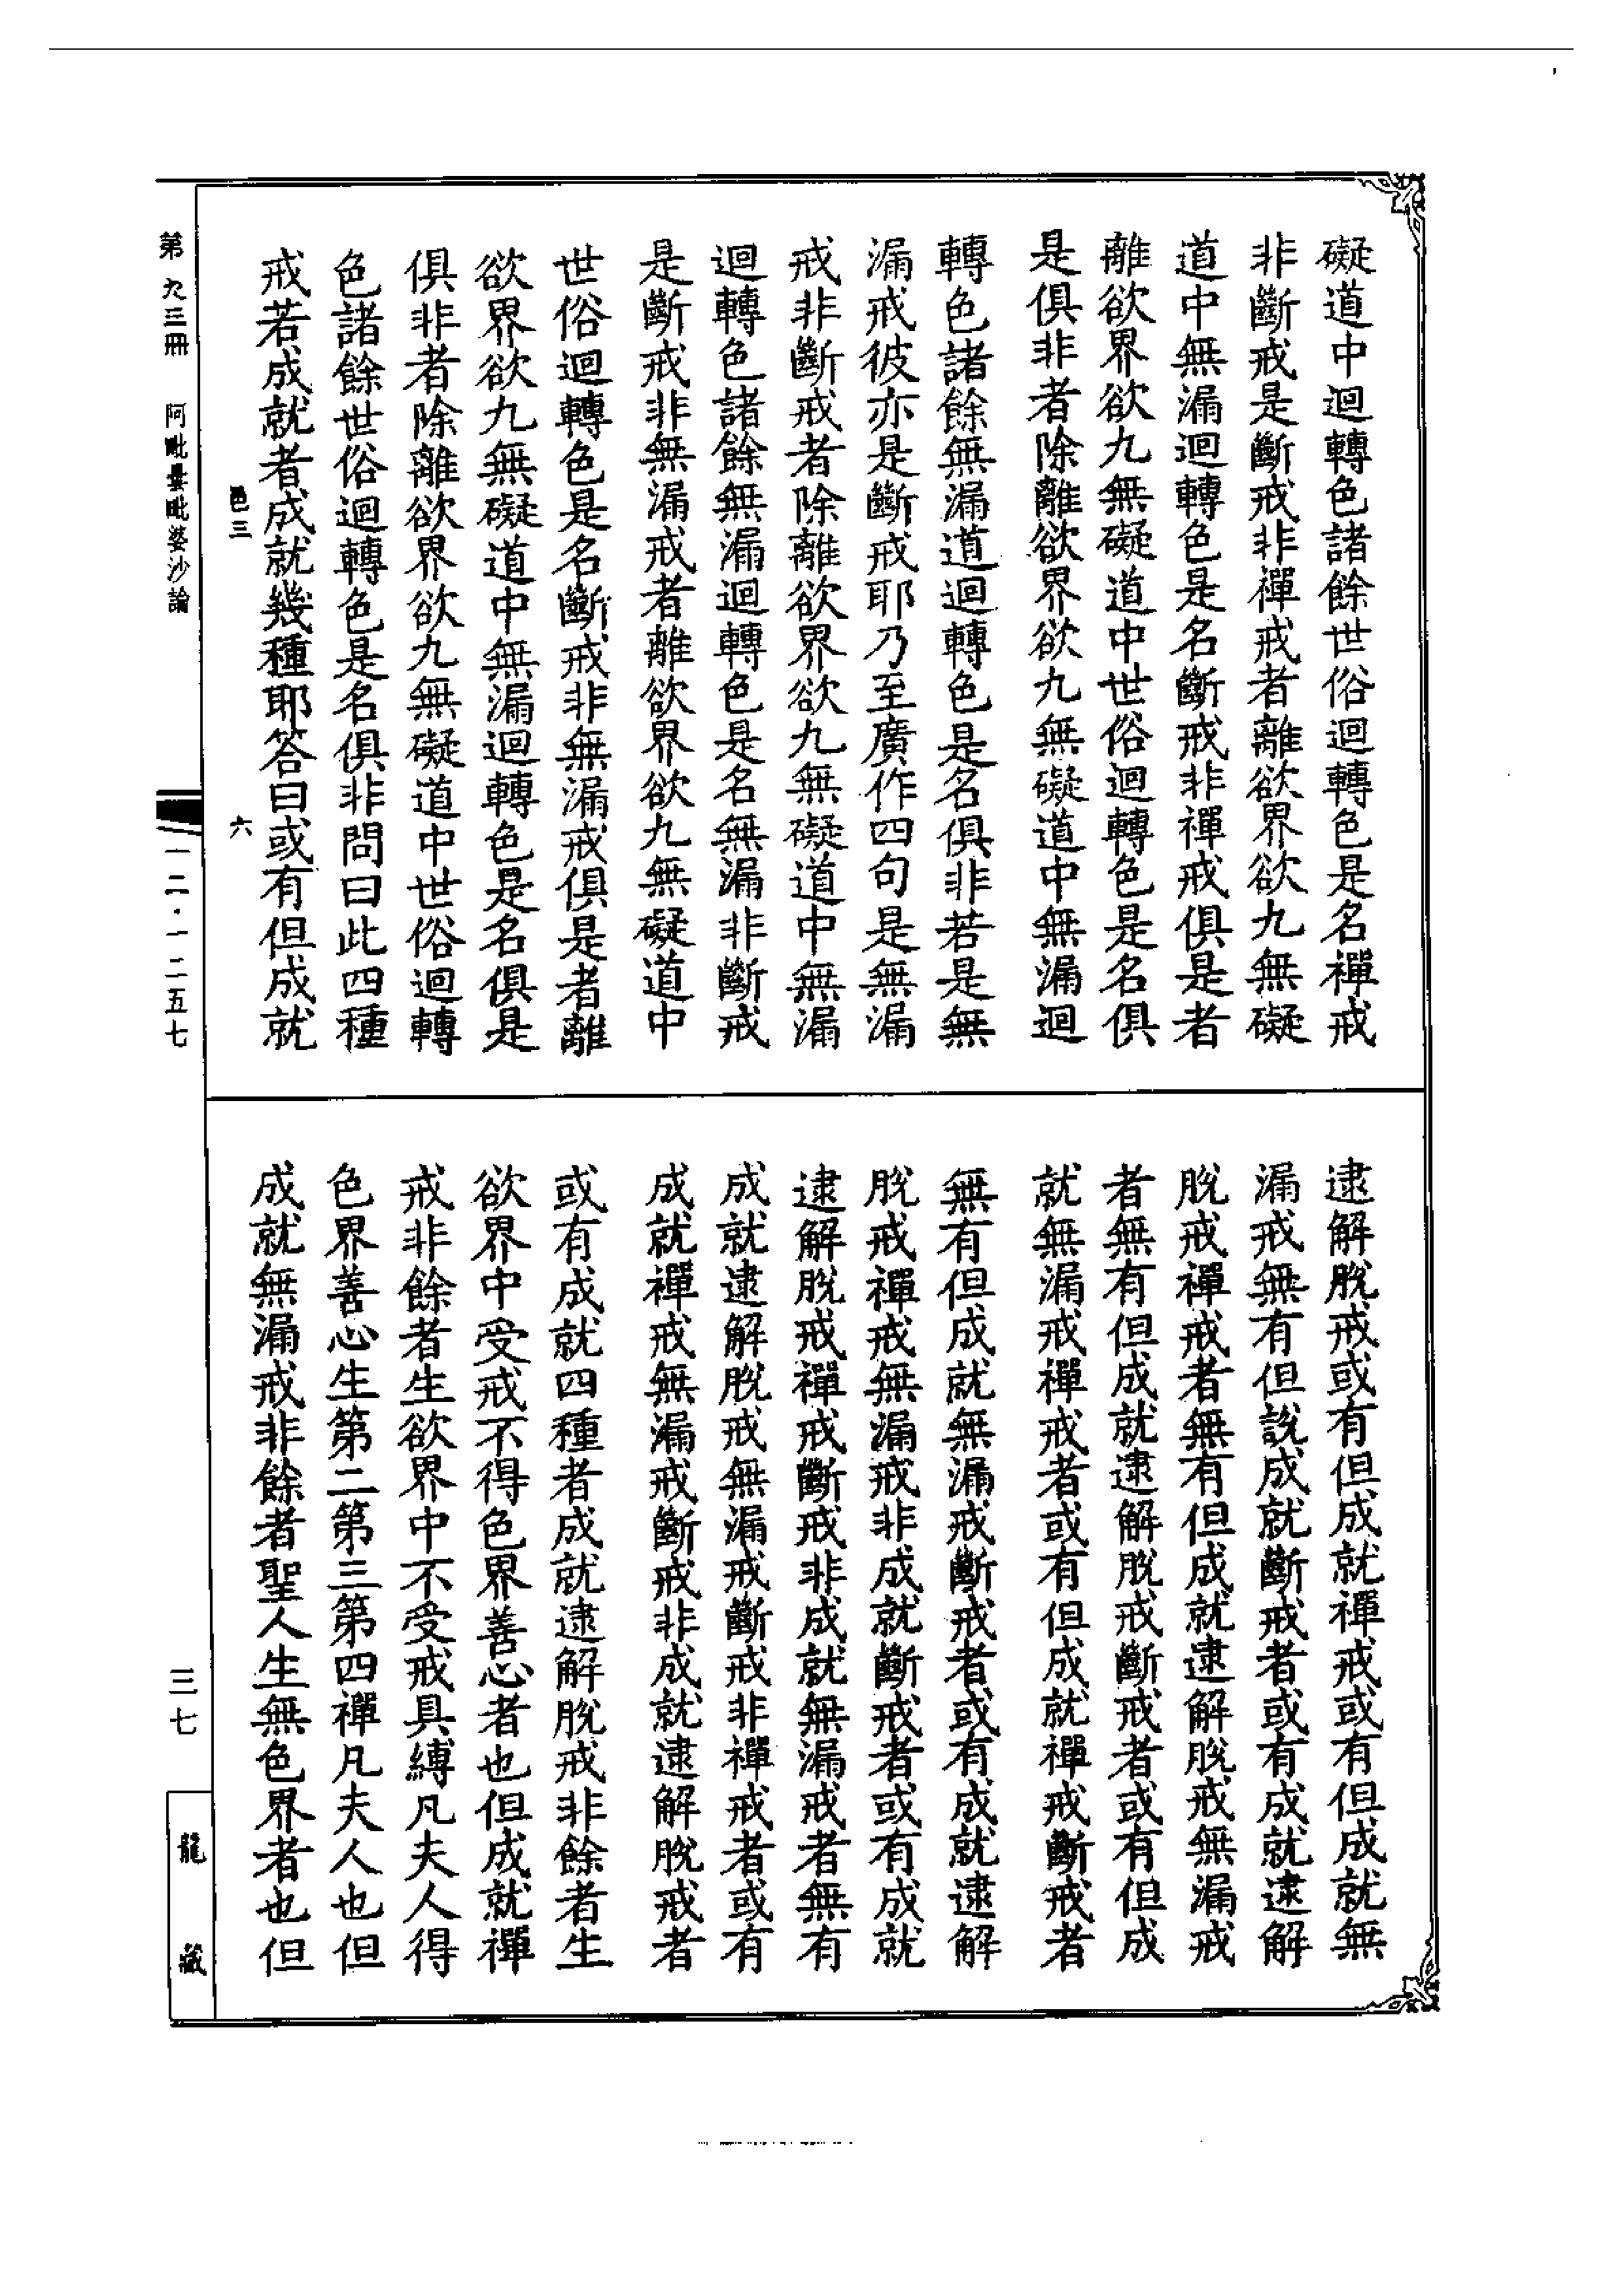 礙道中迴轉色諸餘世俗迴轉色是名禪戒
非斷戒是斷戒非禪戒者離欲界欲九無礙
道中無漏迴轉色是名斷戒非禪戒俱是者
離欲界欲九無礙道中世俗迴轉色是名俱
是俱非者除離欲界欲九無礙道中無漏迴
轉色諸餘無漏道迴轉色是名俱非若是無
漏戒彼亦是斷戒耶乃至廣作四句是無漏
戒非斷戒者除離欲界欲九無礙道中無漏
迴轉色諸餘無漏迴轉色是名無漏非斷戒
是斷戒非無漏戒者離欲界欲九無礙道中
世俗迴轉色是名斷戒非無漏戒俱是者離
欲界欲九無礙道中無漏迴轉色是名俱是
俱非者除離欲界欲九無礙道中世俗迴轉
色諸餘世俗迴轉色是名俱非問曰此四種
戒若成就者成就幾種耶答曰或有但成就
邑三 六
逮解脫戒或有但成就禪戒或有但成就無
漏戒無有但說成就斷戒者或有成就逮解
脫戒禪戒者無有但成就逮解脫戒無漏戒
者無有但成就逮解脫戒斷戒者或有但成
就無漏戒禪戒者或有但成就禪戒斷戒者
無有但成就無漏戒斷戒者或有成就逮解
脫戒禪戒無漏戒非成就斷戒者或有成就
逮解脫戒禪戒斷戒非成就無漏戒者無有
成就逮解脫戒無漏戒斷戒非禪戒者或有
成就禪戒無漏戒斷戒非成就逮解脫戒者
或有成就四種者成就逮解脫戒非餘者生
欲界中受戒不得色界善心者也但成就禪
戒非餘者生欲界中不受戒具縛凡夫人得
色界善心生第二第三第四禪凡夫人也但
成就無漏戒非餘者聖人生無色界者也但
第九三冊 阿毗曇毗婆沙論
一二·一二五七
三七
龍藏